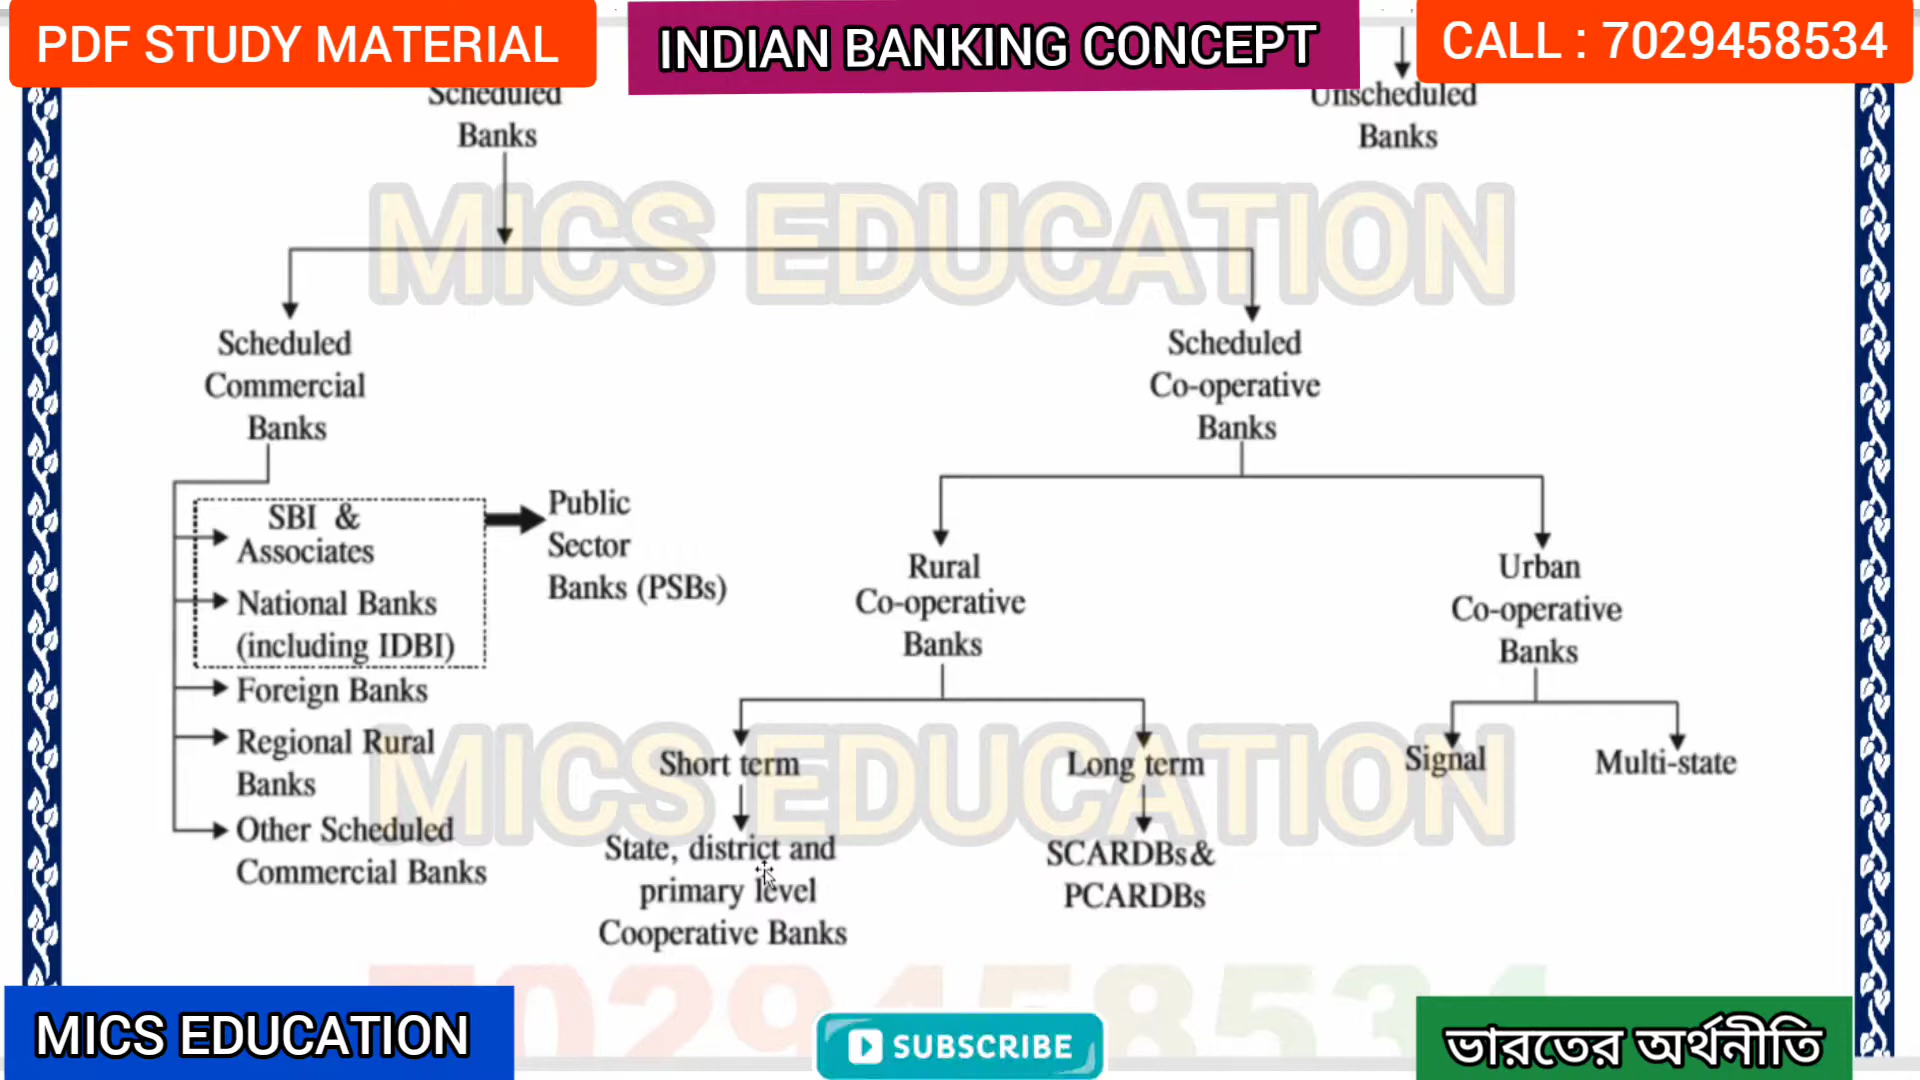 PDF STUDY MATERIAL
INDIAN BANKING CONCEPT
CALL : 7029458534
Scheduled
Banks
Unscheduled
Banks
MICS EDUCATION
Scheduled
Commercial
Banks
Scheduled
Co-operative
Banks
SBI &
Associates
National Banks
(including IDBI)
Foreign Banks
Regional Rural
Banks
Other Scheduled
Commercial Banks
Public
Sector
Banks (PSBs)
Rural
Co-operative
Banks
Urban
Co-operative
Banks
MICS EDUCATION
Short term
Long term
Signal
Multi-state
State, district and
primary level
Cooperative Banks
SCARDBs&
PCARDBs
7029458534
MICS EDUCATION
SUBSCRIBE
ভারতের অর্থনীতি